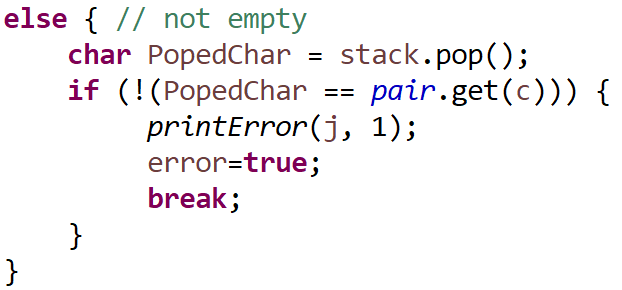 else { // not empty
    char PopedChar = stack.pop();
    if (!(PopedChar == pair.get(c))) {
        printError(j, 1);
        error=true;
        break;
    }
}